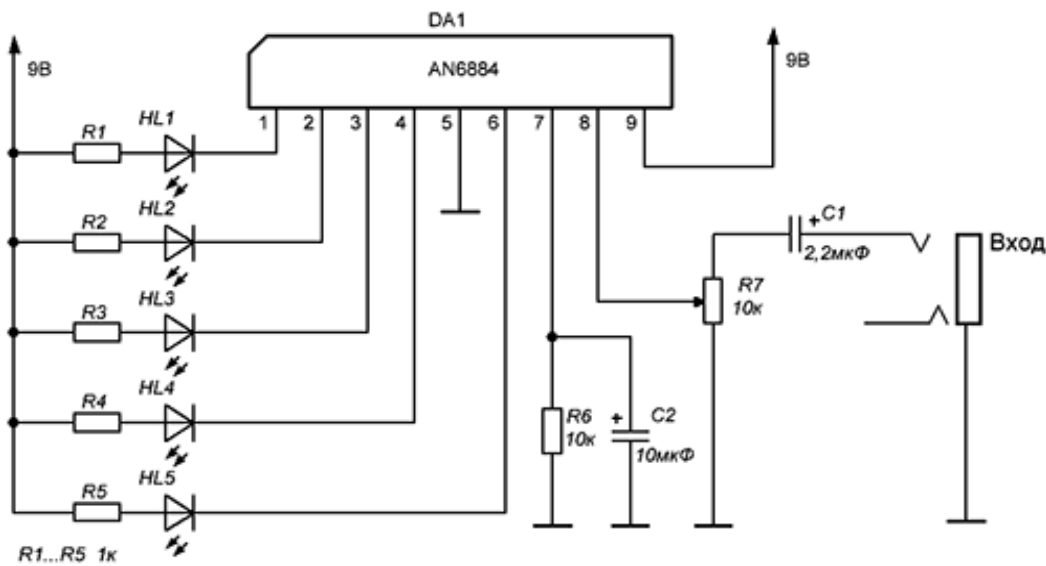 DA1
AN6884
9В
9В
1 2 3 4 5 6 7 8 9
R1
HL1
R2
HL2
R3
HL3
R4
HL4
R5
HL5
R1...R5 1к
R6
10к
+ C2
10мкФ
R7
10к
+ C1
2,2мкФ
Вход